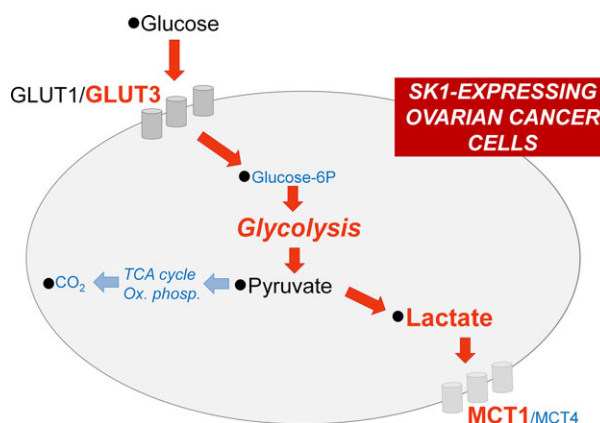 ●Glucose
GLUT1/GLUT3
SK1-EXPRESSING
OVARIAN CANCER
CELLS
●Glucose-6P
Glycolysis
●CO₂
TCA cycle
Ox. phosp.
●Pyruvate
●Lactate
MCT1/MCT4